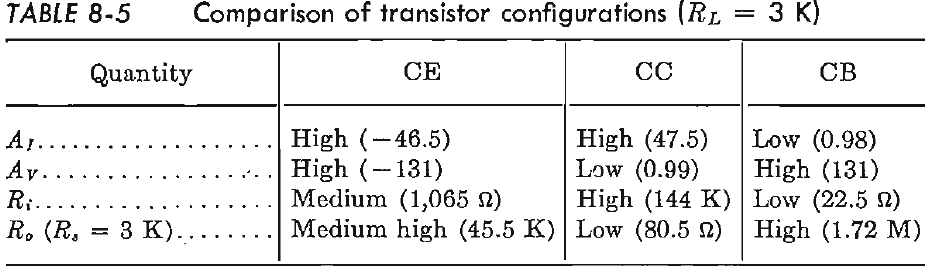 TABLE 8-5 Comparison of transistor configurations (R_L = 3 K)
Quantity CE CC CB
A_I.................... High (−46.5) High (47.5) Low (0.98)
A_V.................... High (−131) Low (0.99) High (131)
R_i.................... Medium (1,065 Ω) High (144 K) Low (22.5 Ω)
R_o (R_s = 3 K)........ Medium high (45.5 K) Low (80.5 Ω) High (1.72 M)